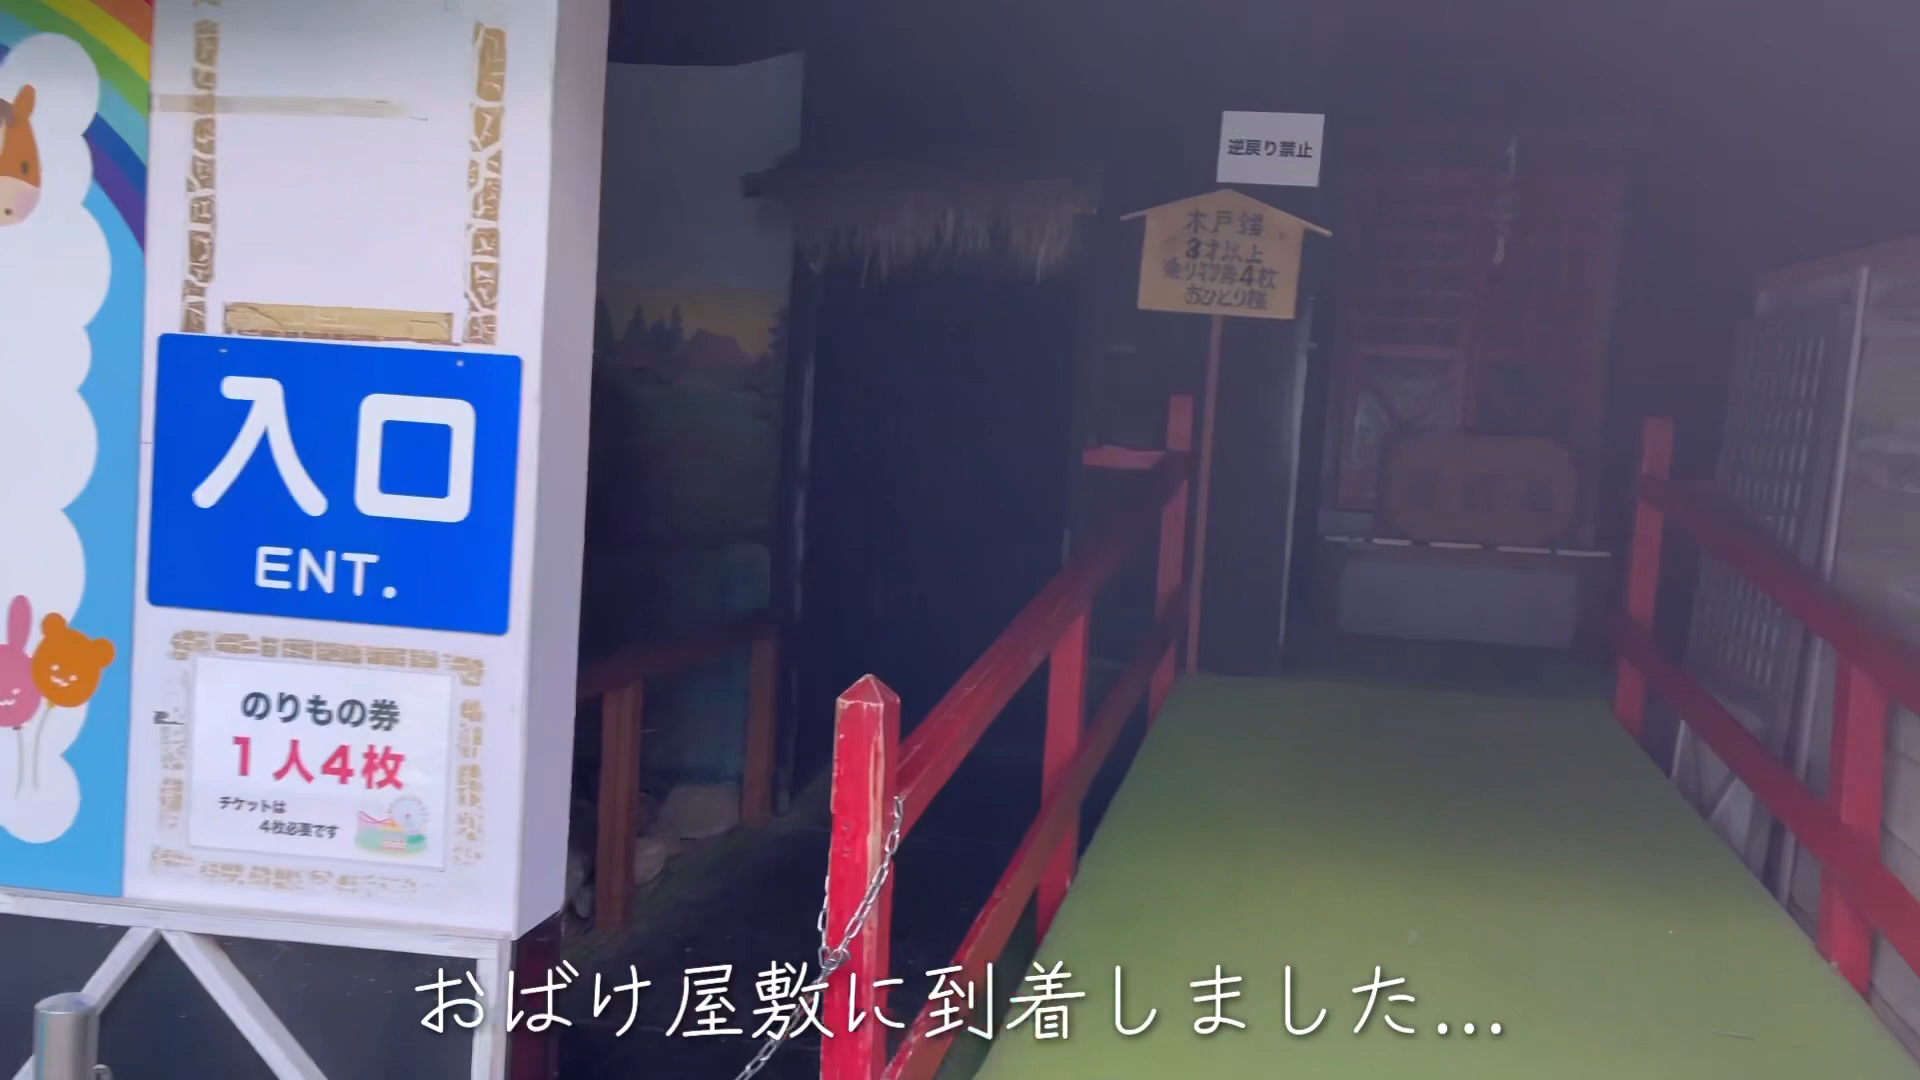 入口
ENT.
のりもの券
1人4枚
チケットは
4枚必要です
逆戻り禁止
木戸銭
3才以上
乗り物券4枚
おひとり様
おばけ屋敷に到着しました...